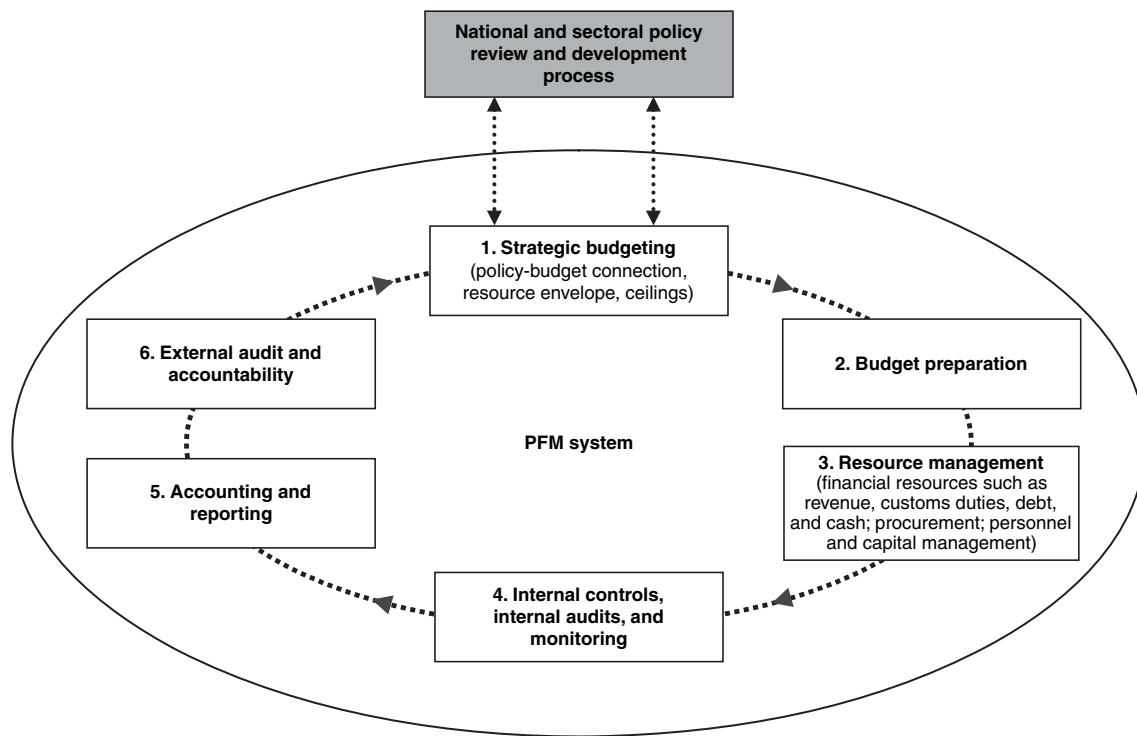 National and sectoral policy
review and development
process
1. Strategic budgeting
(policy-budget connection,
resource envelope, ceilings)
6. External audit and
accountability
2. Budget preparation
PFM system
3. Resource management
(financial resources such as
revenue, customs duties, debt,
and cash; procurement; personnel
and capital management)
5. Accounting and
reporting
4. Internal controls,
internal audits, and
monitoring